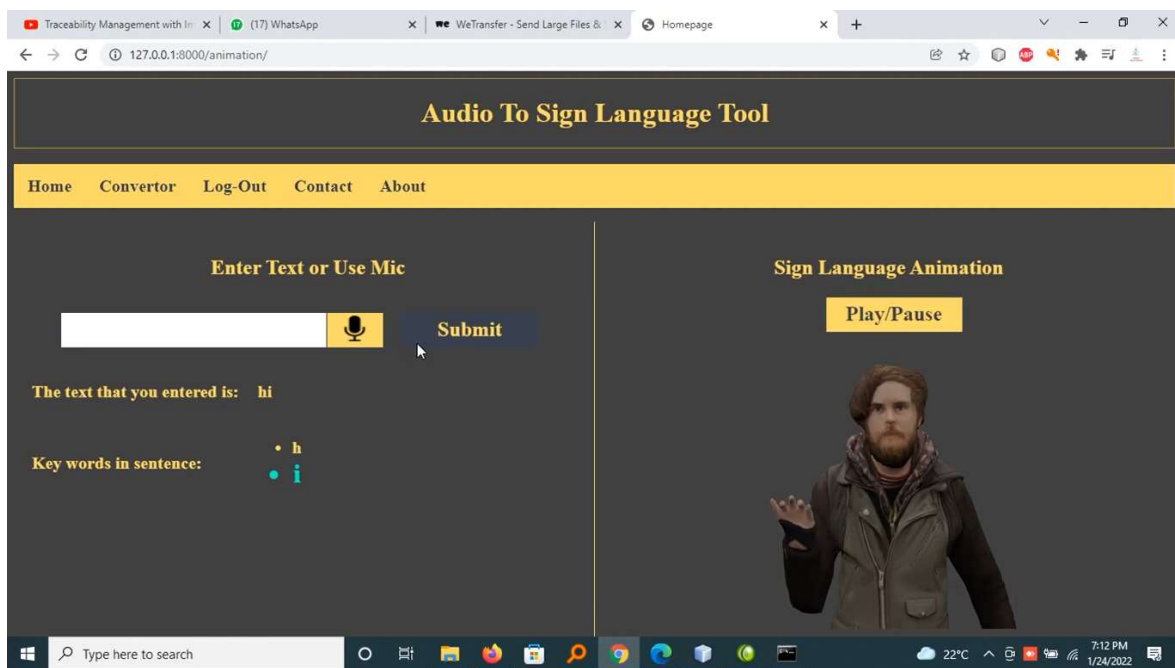 Traceability Management with In
(17) WhatsApp
WeTransfer - Send Large Files &
Homepage
127.0.0.1:8000/animation/
ABP
Audio To Sign Language Tool
Home Convertor Log-Out Contact About
Enter Text or Use Mic
Submit
The text that you entered is: hi
Key words in sentence:
• h
• i
Sign Language Animation
Play/Pause
Type here to search
22°C
7:12 PM
1/24/2022